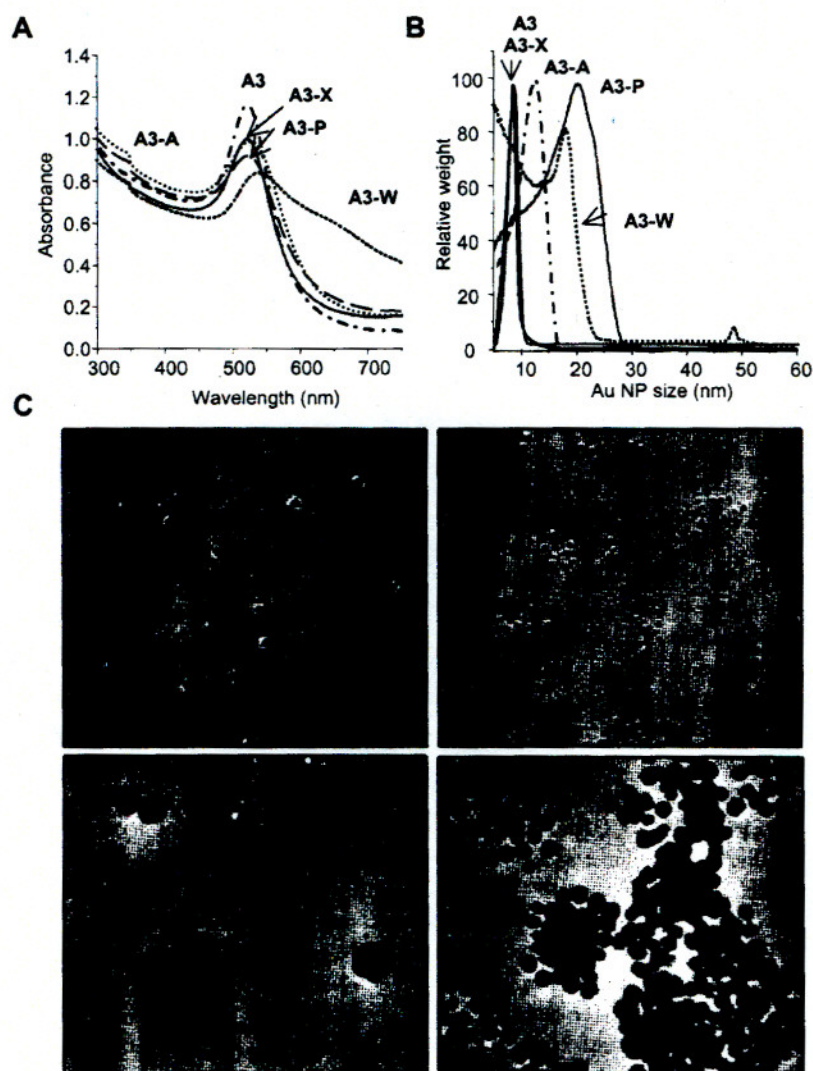 A
Absorbance
1.4
1.2
1.0
0.8
0.6
0.4
0.2
0.0
A3
A3-A
A3-X
A3-P
A3-W
300 400 500 600 700
Wavelength (nm)
B
Relative weight
100
80
60
40
20
0
A3
A3-X
A3-A
A3-P
A3-W
10 20 30 40 50 60
Au NP size (nm)
C